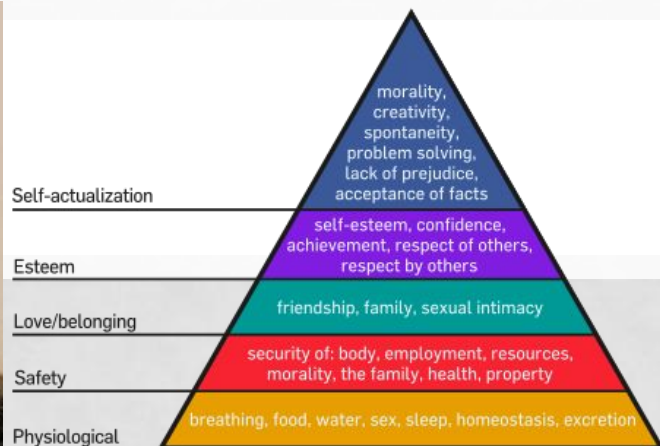 morality,
creativity,
spontaneity,
problem solving,
lack of prejudice,
acceptance of facts
Self-actualization
self-esteem, confidence,
achievement, respect of others,
respect by others
Esteem
friendship, family, sexual intimacy
Love/belonging
security of: body, employment, resources,
morality, the family, health, property
Safety
breathing, food, water, sex, sleep, homeostasis, excretion
Physiological